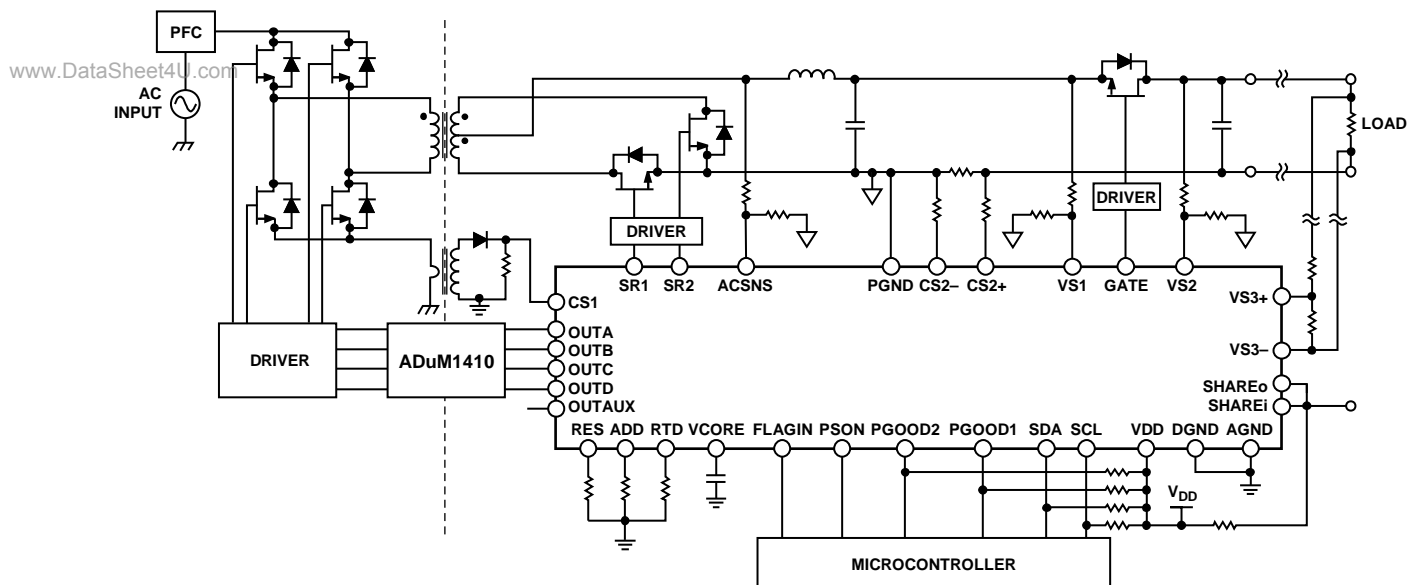 PFC
www.DataSheet4U.com
AC
INPUT
LOAD
DRIVER
DRIVER
SR1 SR2 ACSNS PGND CS2– CS2+ VS1 GATE VS2
CS1
VS3+
OUTA
OUTB
OUTC
OUTD
OUTAUX
DRIVER
ADuM1410
VS3–
SHAREo
SHAREi
RES ADD RTD VCORE FLAGIN PSON PGOOD2 PGOOD1 SDA SCL VDD DGND AGND
VDD
MICROCONTROLLER